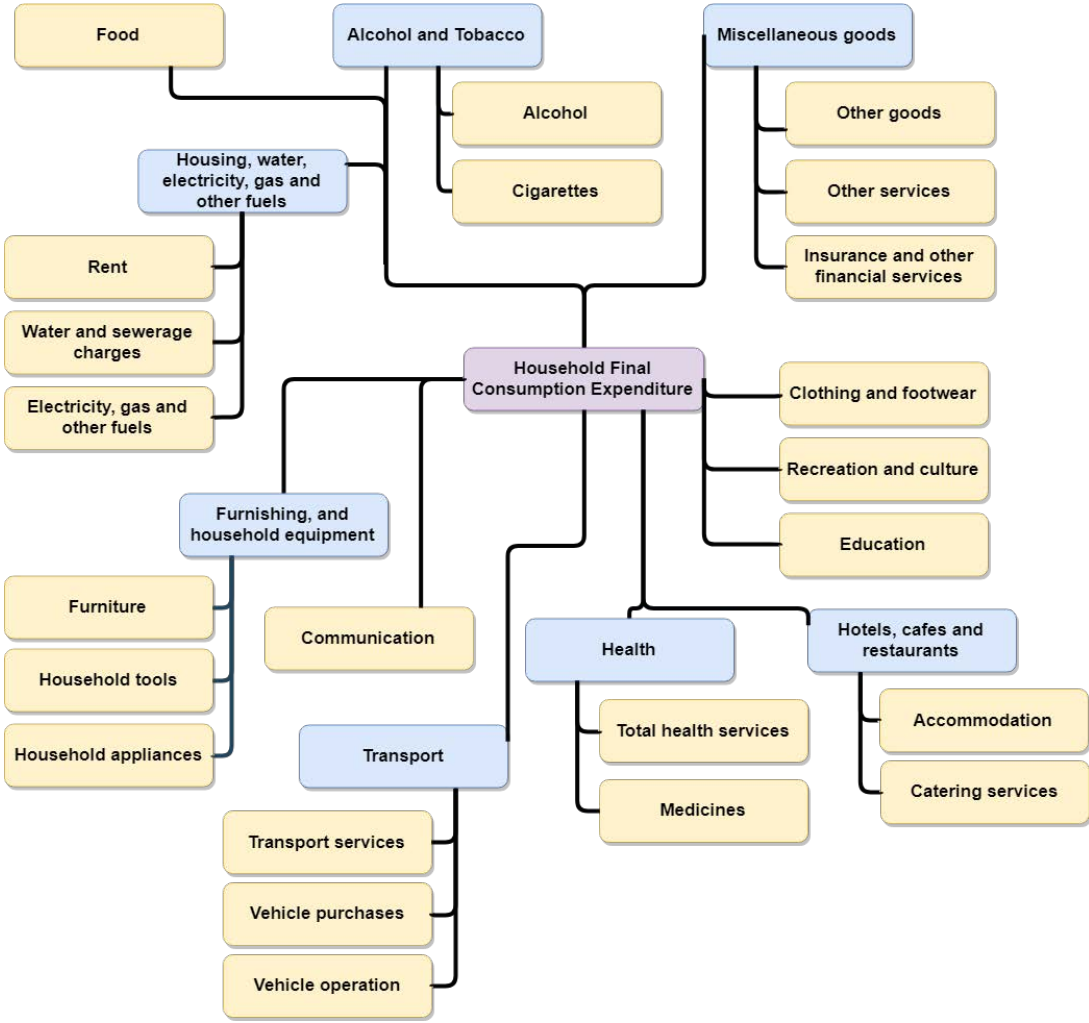 Food
Alcohol and Tobacco
Miscellaneous goods
Alcohol
Other goods
Housing, water,
electricity, gas and
other fuels
Cigarettes
Other services
Rent
Insurance and other
financial services
Water and sewerage
charges
Household Final
Consumption Expenditure
Clothing and footwear
Electricity, gas and
other fuels
Recreation and culture
Furnishing, and
household equipment
Education
Furniture
Communication
Health
Hotels, cafes and
restaurants
Household tools
Total health services
Accommodation
Household appliances
Transport
Medicines
Catering services
Transport services
Vehicle purchases
Vehicle operation